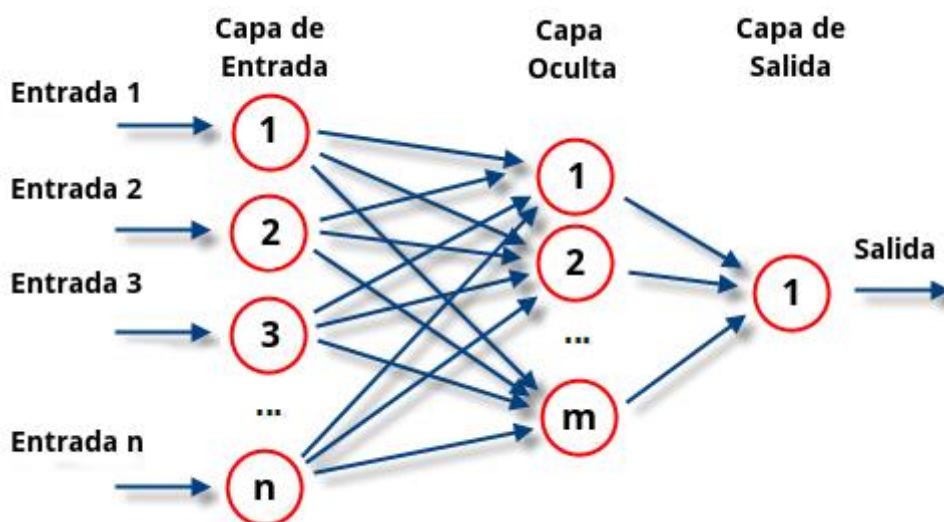 Capa de
Entrada
Capa
Oculta
Capa de
Salida
Entrada 1
1
Entrada 2
2
Entrada 3
3
...
Entrada n
n
1
2
...
m
1
Salida